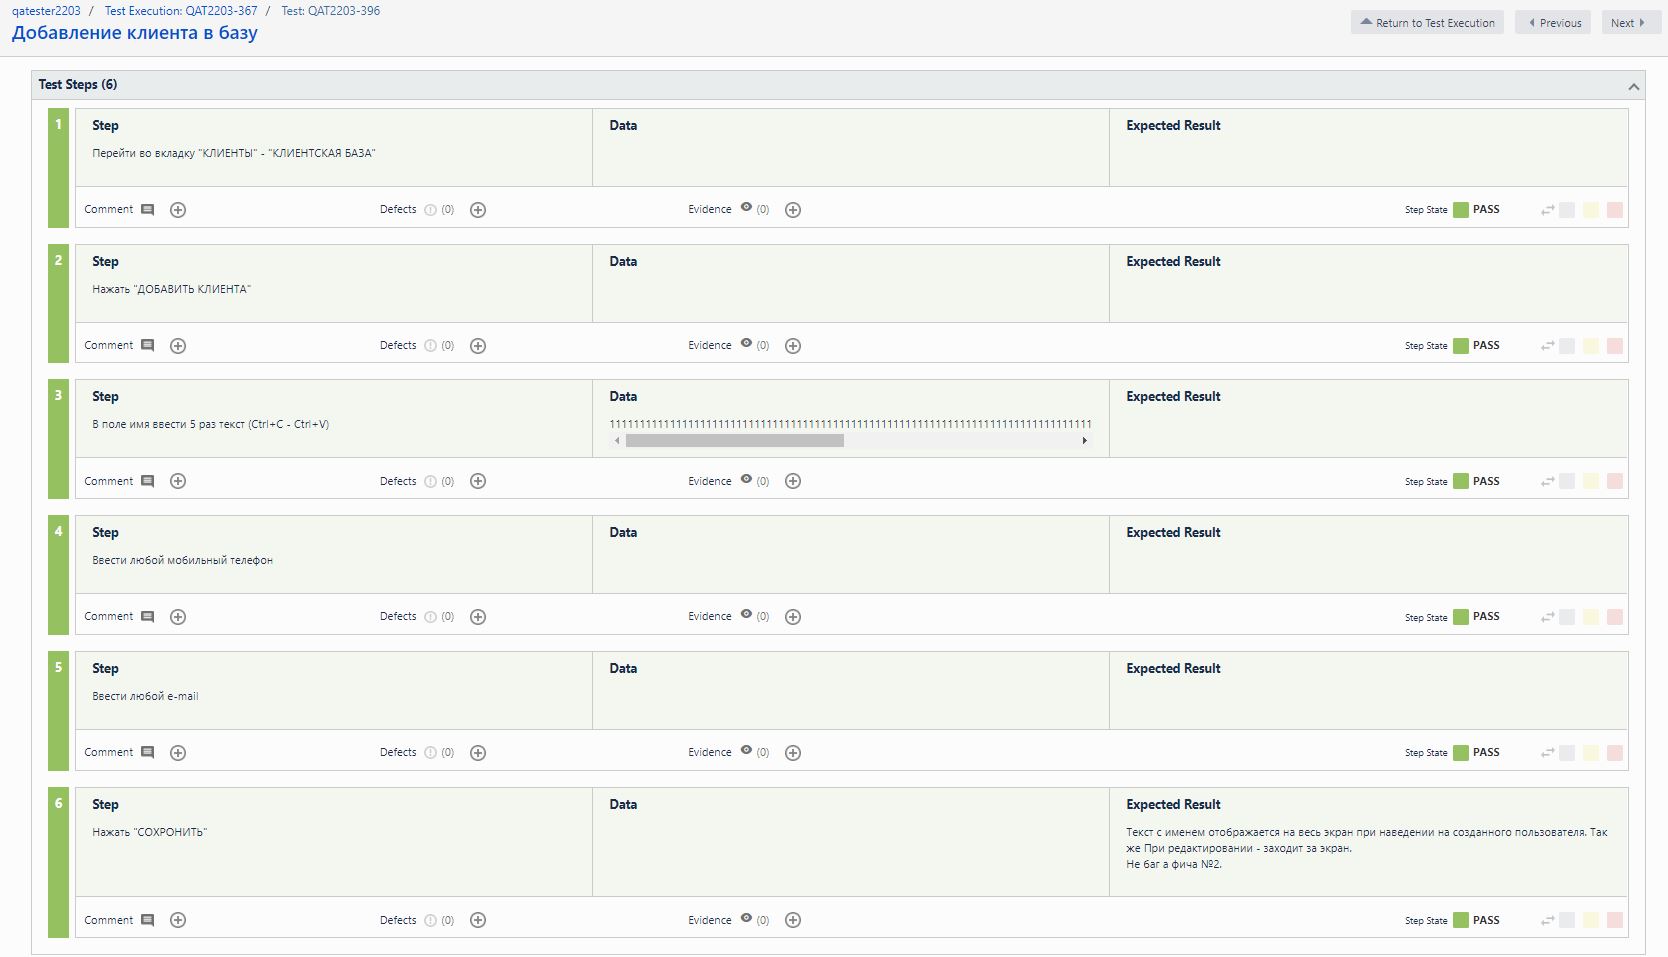 qatester2203 / Test Execution: QAT2203-367 / Test: QAT2203-396
Добавление клиента в базу
Return to Test Execution Previous Next
Test Steps (6)
1 Step Data Expected Result
Перейти во вкладку "КЛИЕНТЫ" - "КЛИЕНТСКАЯ БАЗА"
Comment Defects (0) Evidence (0) Step State PASS
2 Step Data Expected Result
Нажать "ДОБАВИТЬ КЛИЕНТА"
Comment Defects (0) Evidence (0) Step State PASS
3 Step Data Expected Result
В поле имя ввести 5 раз текст (Ctrl+C - Ctrl+V)
Comment Defects (0) Evidence (0) Step State PASS
4 Step Data Expected Result
Ввести любой мобильный телефон
Comment Defects (0) Evidence (0) Step State PASS
5 Step Data Expected Result
Ввести любой e-mail
Comment Defects (0) Evidence (0) Step State PASS
6 Step Data Expected Result
Нажать "СОХРОНИТЬ" Текст с именем отображается на весь экран при наведении на созданного пользователя. Так
же При редактировании - заходит за экран.
Не баг а фича №2.
Comment Defects (0) Evidence (0) Step State PASS